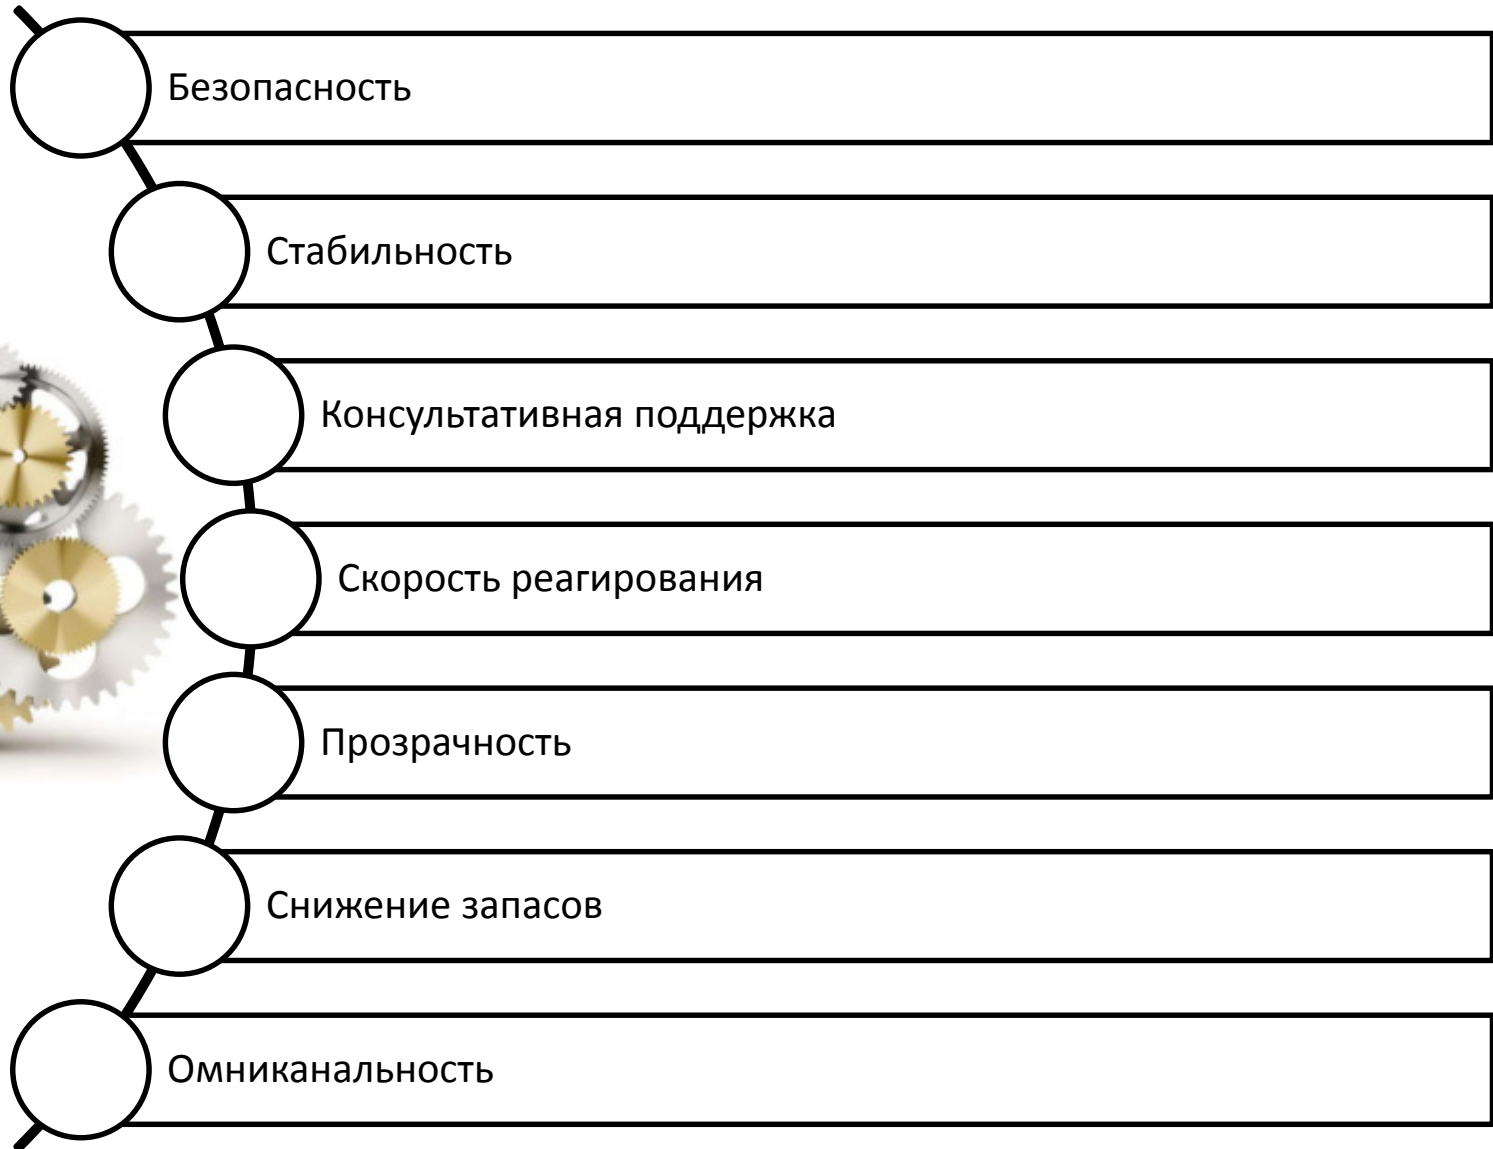 Безопасность
Стабильность
Консультативная поддержка
Скорость реагирования
Прозрачность
Снижение запасов
Омниканальность